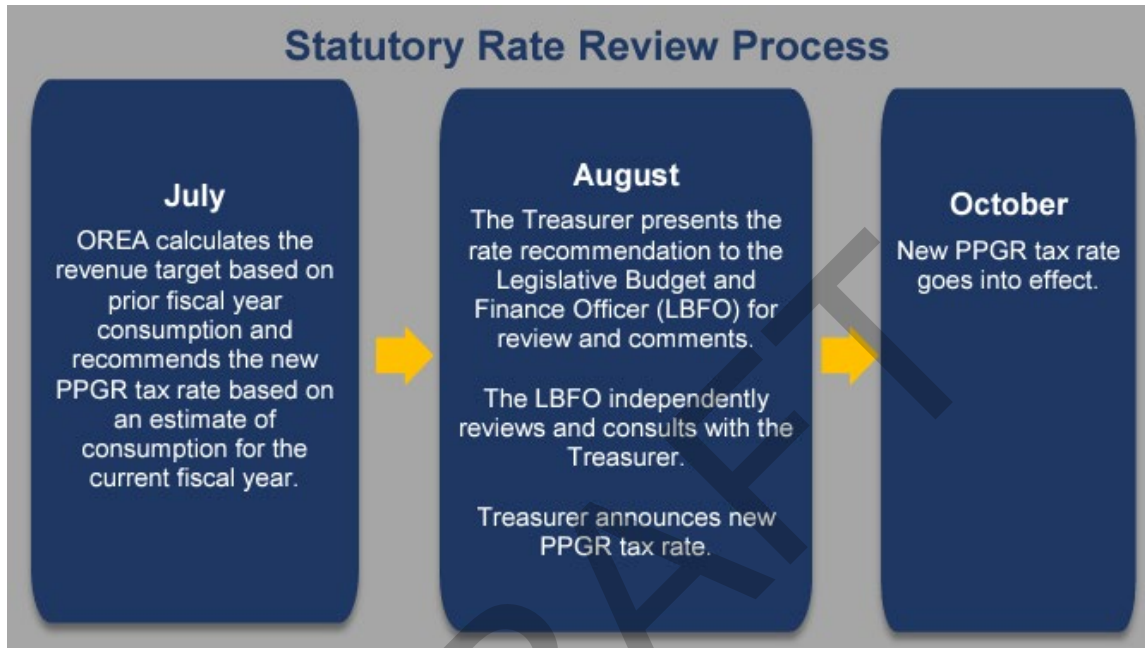 Statutory Rate Review Process
July
OREA calculates the
revenue target based on
prior fiscal year
consumption and
recommends the new
PPGR tax rate based on
an estimate of
consumption for the
current fiscal year.
August
The Treasurer presents the
rate recommendation to the
Legislative Budget and
Finance Officer (LBFO) for
review and comments.
The LBFO independently
reviews and consults with the
Treasurer.
Treasurer announces new
PPGR tax rate.
October
New PPGR tax rate
goes into effect.
RAFT